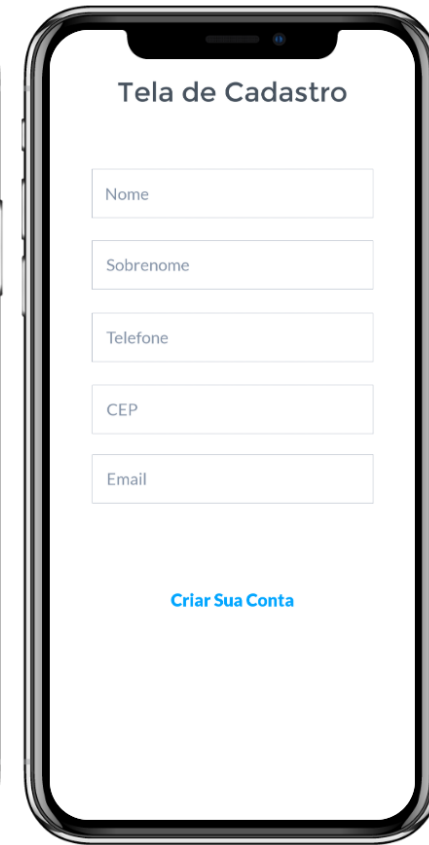 Tela de Cadastro
Nome
Sobrenome
Telefone
CEP
Email
Criar Sua Conta